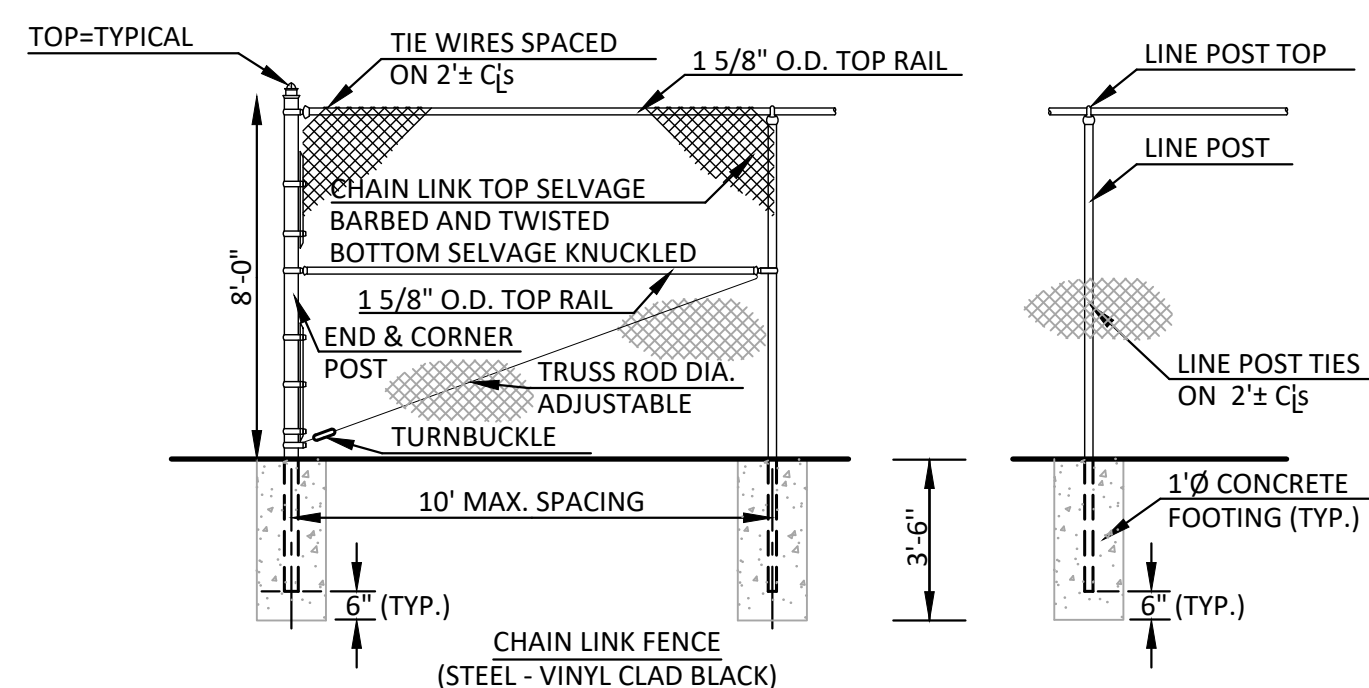 TOP=TYPICAL
TIE WIRES SPACED
ON 2'± C̲L's
1 5/8" O.D. TOP RAIL
CHAIN LINK TOP SELVAGE
BARBED AND TWISTED
BOTTOM SELVAGE KNUCKLED
8'-0"
1 5/8" O.D. TOP RAIL
END & CORNER
POST
TRUSS ROD DIA.
ADJUSTABLE
TURNBUCKLE
10' MAX. SPACING
6" (TYP.)
3'-6"
CHAIN LINK FENCE
(STEEL - VINYL CLAD BLACK)
LINE POST TOP
LINE POST
LINE POST TIES
ON 2'± CL's
1'Ø CONCRETE
FOOTING (TYP.)
6" (TYP.)